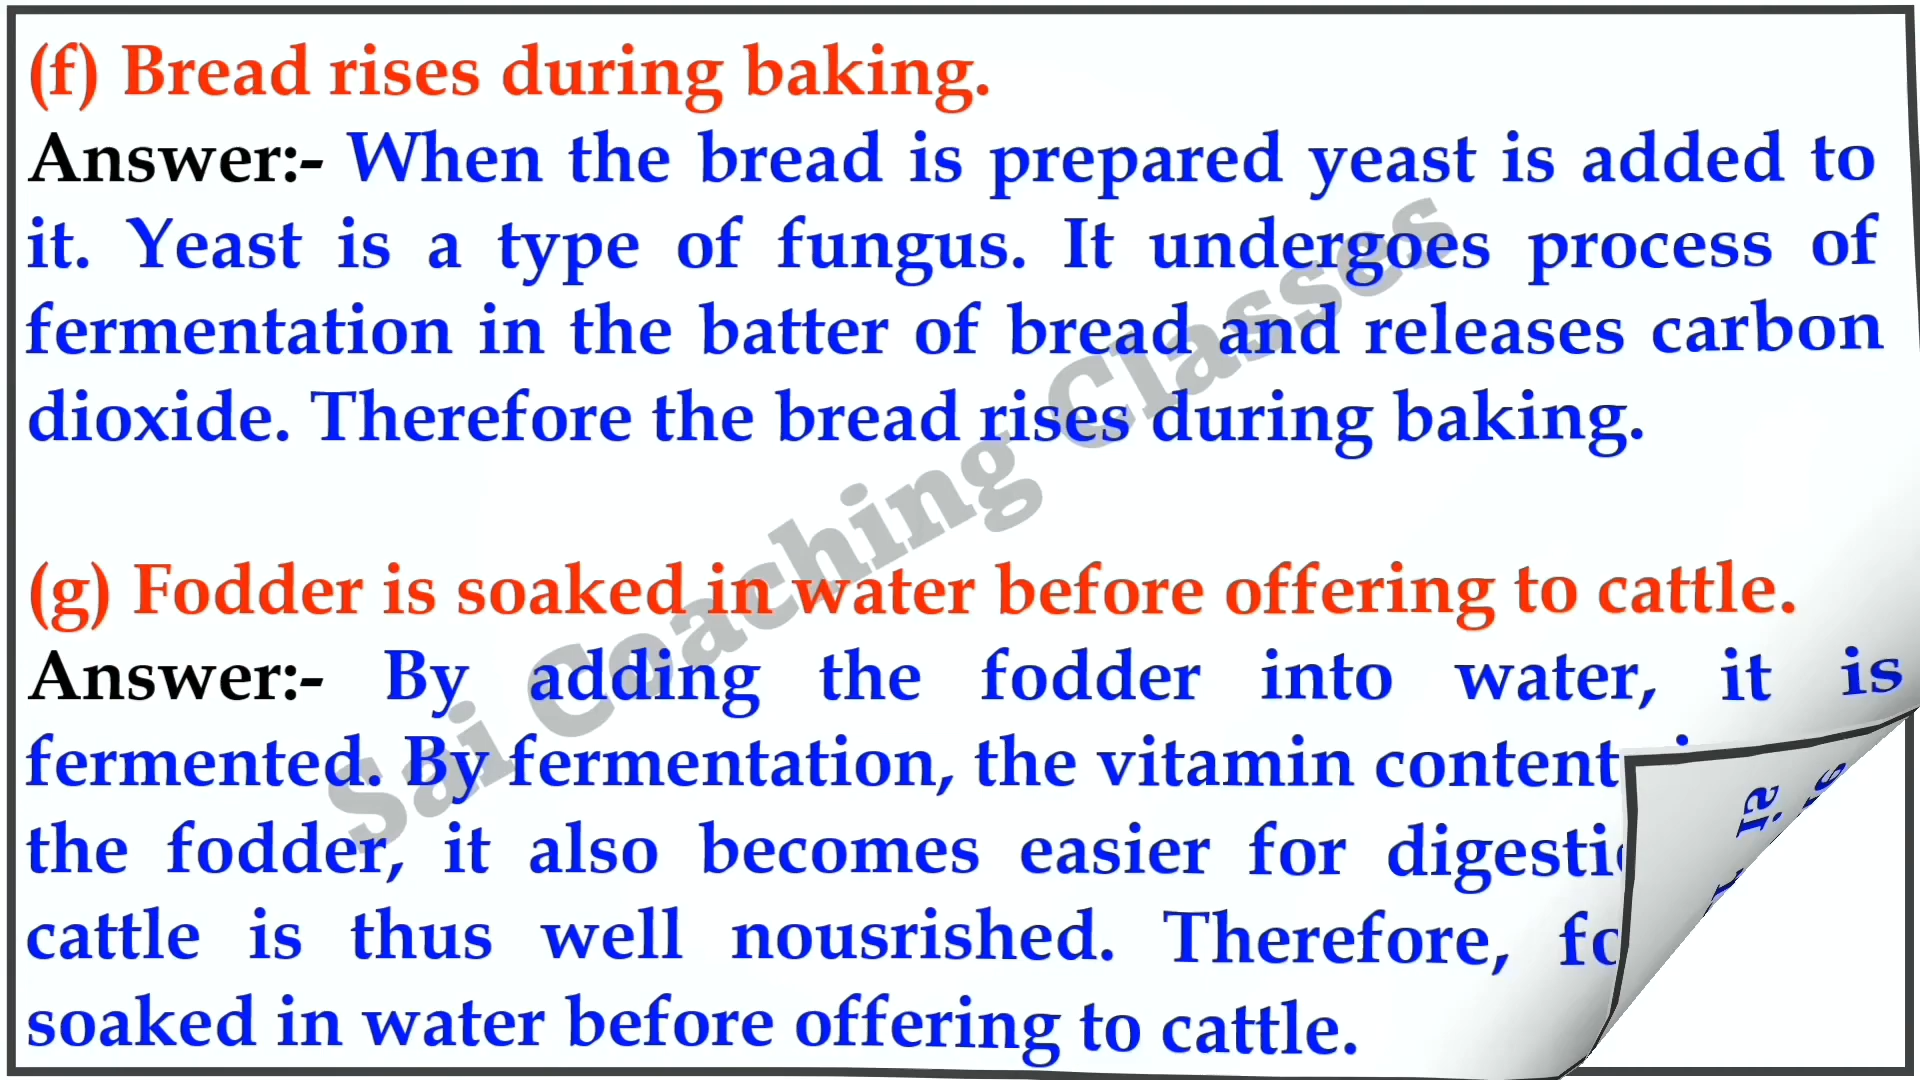 (f) Bread rises during baking.
Answer:- When the bread is prepared yeast is added to
it. Yeast is a type of fungus. It undergoes process of
fermentation in the batter of bread and releases carbon
dioxide. Therefore the bread rises during baking.
(g) Fodder is soaked in water before offering to cattle.
Answer:- By adding the fodder into water, it is
fermented. By fermentation, the vitamin content
the fodder, it also becomes easier for
cattle is thus well nousrished. Therefore,
soaked in water before offering to cattle.
Sai Coaching Classes